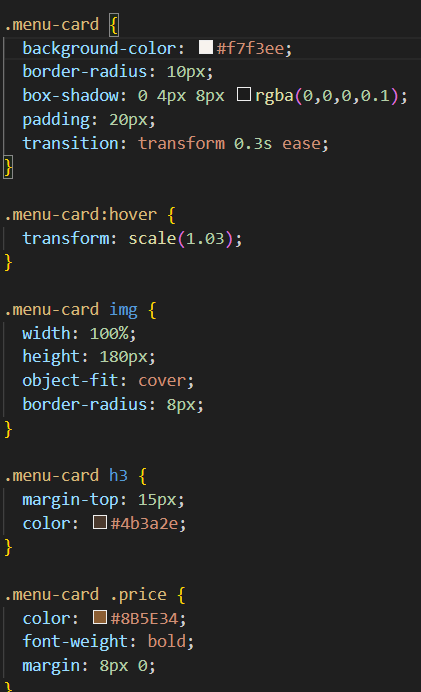 .menu-card {
  background-color: #f7f3ee;
  border-radius: 10px;
  box-shadow: 0 4px 8px rgba(0,0,0,0.1);
  padding: 20px;
  transition: transform 0.3s ease;
}

.menu-card:hover {
  transform: scale(1.03);
}

.menu-card img {
  width: 100%;
  height: 180px;
  object-fit: cover;
  border-radius: 8px;
}

.menu-card h3 {
  margin-top: 15px;
  color: #4b3a2e;
}

.menu-card .price {
  color: #8B5E34;
  font-weight: bold;
  margin: 8px 0;
}